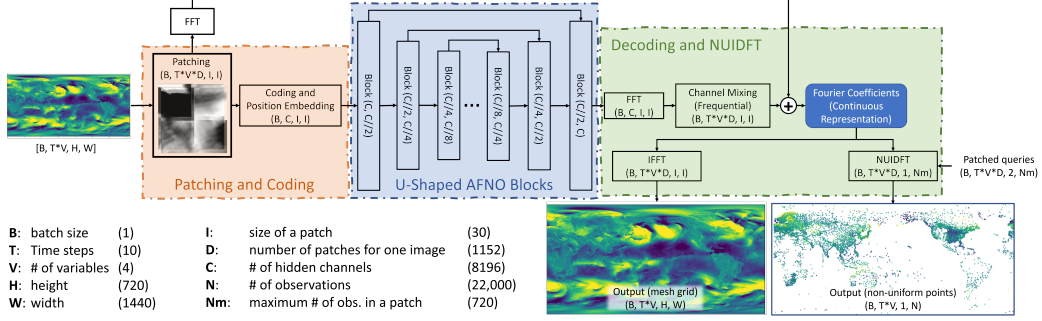 FFT
Patching
(B, T*V*D, I, I)
Coding and
Position Embedding
(B, C, I, I)
[B, T*V, H, W]
Patching and Coding
Block (C, C//2)
Block (C//2, C//4)
Block (C//4, C//8)
...
Block (C//8, C//4)
Block (C//4, C//2)
Block (C//2, C)
U-Shaped AFNO Blocks
Decoding and NUIDFT
FFT
(B, C, I, I)
Channel Mixing
(Frequential)
(B, T*V*D, I, I)
Fourier Coefficients
(Continuous
Representation)
IFFT
(B, T*V*D, I, I)
NUIDFT
(B, T*V*D, 1, Nm)
Patched queries
(B, T*V*D, 2, Nm)
B: batch size (1)
T: Time steps (10)
V: # of variables (4)
H: height (720)
W: width (1440)
I: size of a patch (30)
D: number of patches for one image (1152)
C: # of hidden channels (8196)
N: # of observations (22,000)
Nm: maximum # of obs. in a patch (720)
Output (mesh grid)
(B, T*V, H, W)
Output (non-uniform points)
(B, T*V, 1, N)